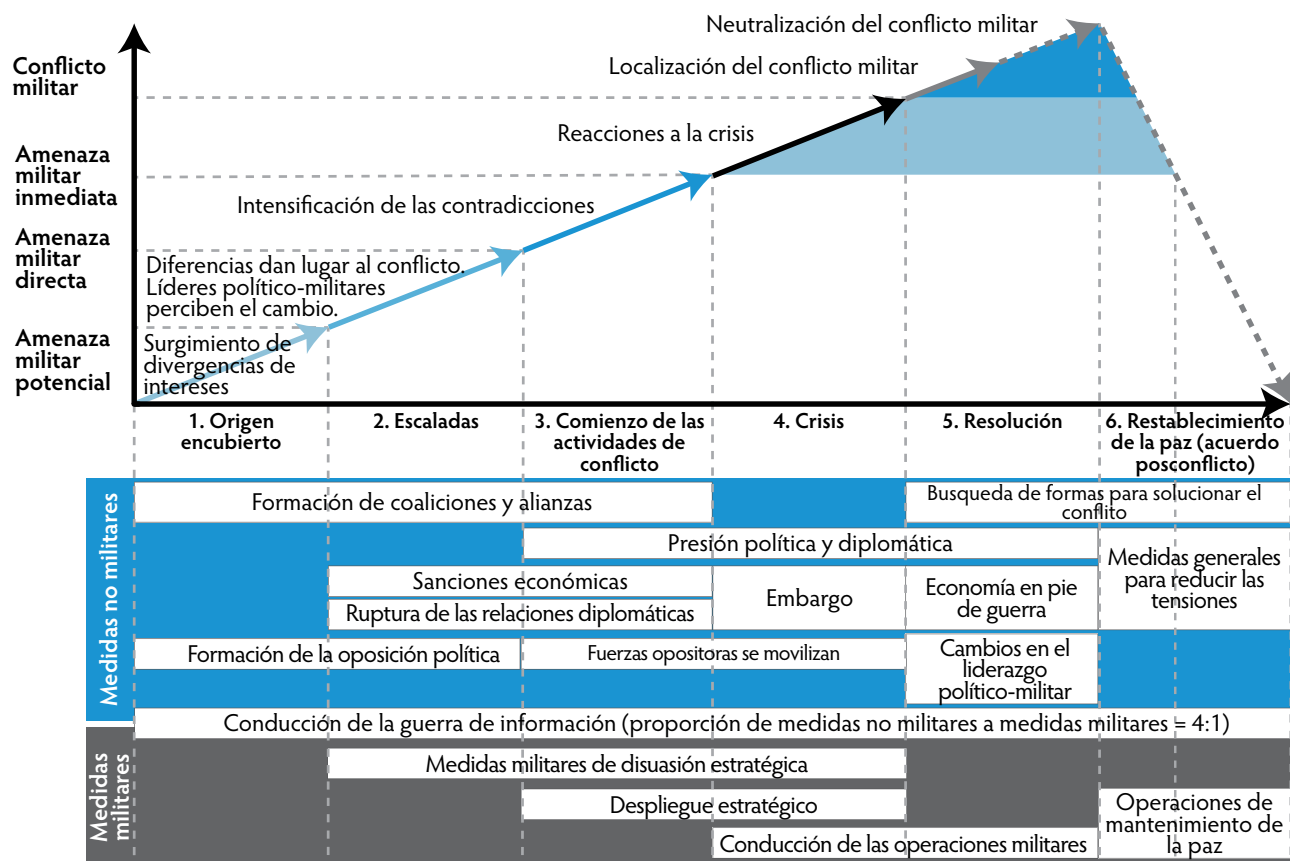 Neutralización del conflicto militar
Conflicto
militar
Localización del conflicto militar
Reacciones a la crisis
Amenaza
militar
inmediata
Intensificación de las contradicciones
Amenaza
militar
directa
Diferencias dan lugar al conflicto.
Líderes político-militares
perciben el cambio.
Amenaza
militar
potencial
Surgimiento de
divergencias de
intereses
1. Origen
encubierto
2. Escaladas
3. Comienzo de las
actividades de
conflicto
4. Crisis
5. Resolución
6. Restablecimiento
de la paz (acuerdo
posconflicto)
Medidas no militares
Formación de coaliciones y alianzas
Busqueda de formas para solucionar el
conflito
Presión política y diplomática
Medidas generales
para reducir las
tensiones
Sanciones económicas
Ruptura de las relaciones diplomáticas
Embargo
Economía en pie
de guerra
Formación de la oposición política
Fuerzas opositoras se movilizan
Cambios en el
liderazgo
político-militar
Conducción de la guerra de información (proporción de medidas no militares a medidas militares = 4:1)
Medidas
militares
Medidas militares de disuasión estratégica
Despliegue estratégico
Conducción de las operaciones militares
Operaciones de
mantenimiento de
la paz